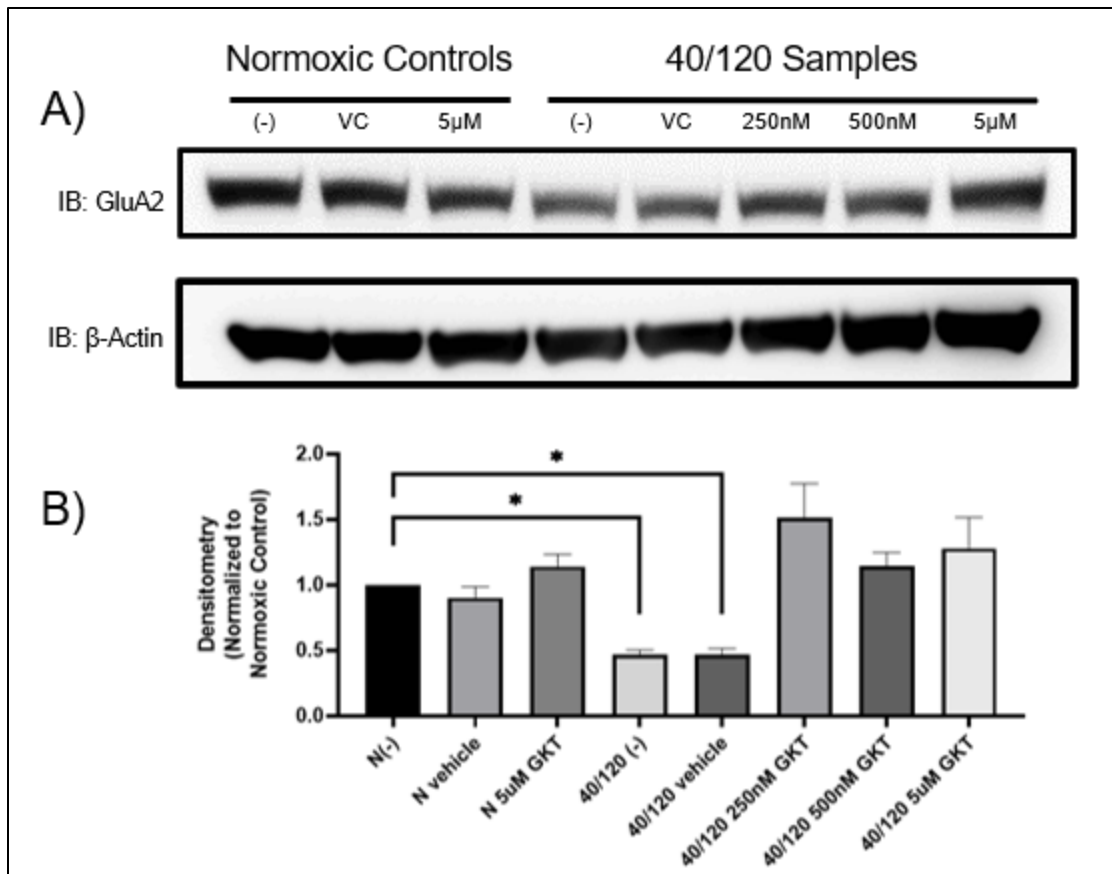 Normoxic Controls 40/120 Samples
A)
(-) VC 5μM (-) VC 250nM 500nM 5μM
IB: GluA2
IB: β-Actin
B)
Densitometry
(Normalized to
Normoxic Control)
2.0
1.5
1.0
0.5
0.0
* 
*
N(-)
N vehicle
N 5uM GKT
40/120 (-)
40/120 vehicle
40/120 250nM GKT
40/120 500nM GKT
40/120 5uM GKT